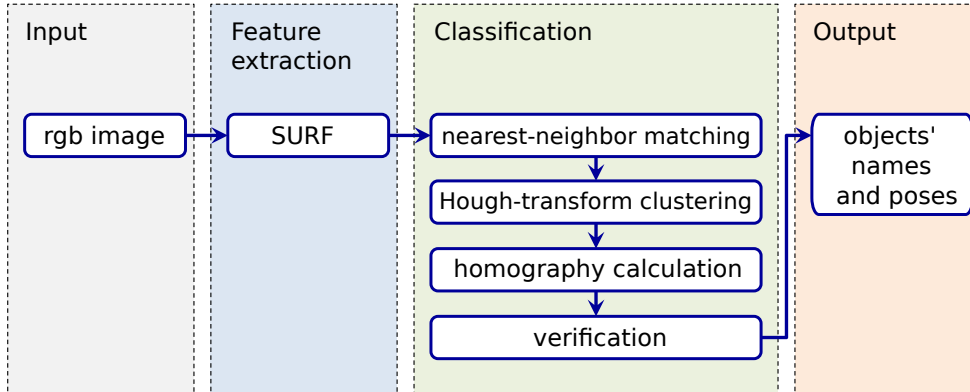 Input
rgb image
Feature
extraction
SURF
Classification
nearest-neighbor matching
Hough-transform clustering
homography calculation
verification
Output
objects'
names
and poses